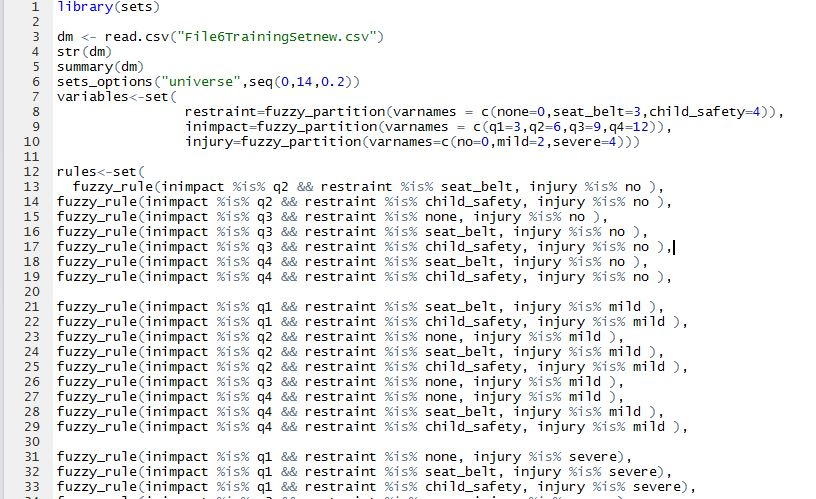 1 library(sets)
2
3 dm <- read.csv("File6TrainingSetnew.csv")
4 str(dm)
5 summary(dm)
6 sets_options("universe",seq(0,14,0.2))
7 variables<-set(
8 restraint=fuzzy_partition(varnames = c(none=0,seat_belt=3,child_safety=4)),
9 inimpact=fuzzy_partition(varnames = c(q1=3,q2=6,q3=9,q4=12)),
10 injury=fuzzy_partition(varnames=c(no=0,mild=2,severe=4)))
11
12 rules<-set(
13 fuzzy_rule(inimpact %is% q2 && restraint %is% seat_belt, injury %is% no ),
14 fuzzy_rule(inimpact %is% q2 && restraint %is% child_safety, injury %is% no ),
15 fuzzy_rule(inimpact %is% q3 && restraint %is% none, injury %is% no ),
16 fuzzy_rule(inimpact %is% q3 && restraint %is% seat_belt, injury %is% no ),
17 fuzzy_rule(inimpact %is% q3 && restraint %is% child_safety, injury %is% no ),
18 fuzzy_rule(inimpact %is% q4 && restraint %is% seat_belt, injury %is% no ),
19 fuzzy_rule(inimpact %is% q4 && restraint %is% child_safety, injury %is% no ),
20
21 fuzzy_rule(inimpact %is% q1 && restraint %is% seat_belt, injury %is% mild ),
22 fuzzy_rule(inimpact %is% q1 && restraint %is% child_safety, injury %is% mild ),
23 fuzzy_rule(inimpact %is% q2 && restraint %is% none, injury %is% mild ),
24 fuzzy_rule(inimpact %is% q2 && restraint %is% seat_belt, injury %is% mild ),
25 fuzzy_rule(inimpact %is% q2 && restraint %is% child_safety, injury %is% mild ),
26 fuzzy_rule(inimpact %is% q3 && restraint %is% none, injury %is% mild ),
27 fuzzy_rule(inimpact %is% q4 && restraint %is% none, injury %is% mild ),
28 fuzzy_rule(inimpact %is% q4 && restraint %is% seat_belt, injury %is% mild ),
29 fuzzy_rule(inimpact %is% q4 && restraint %is% child_safety, injury %is% mild ),
30
31 fuzzy_rule(inimpact %is% q1 && restraint %is% none, injury %is% severe),
32 fuzzy_rule(inimpact %is% q1 && restraint %is% seat_belt, injury %is% severe),
33 fuzzy_rule(inimpact %is% q1 && restraint %is% child_safety, injury %is% severe),